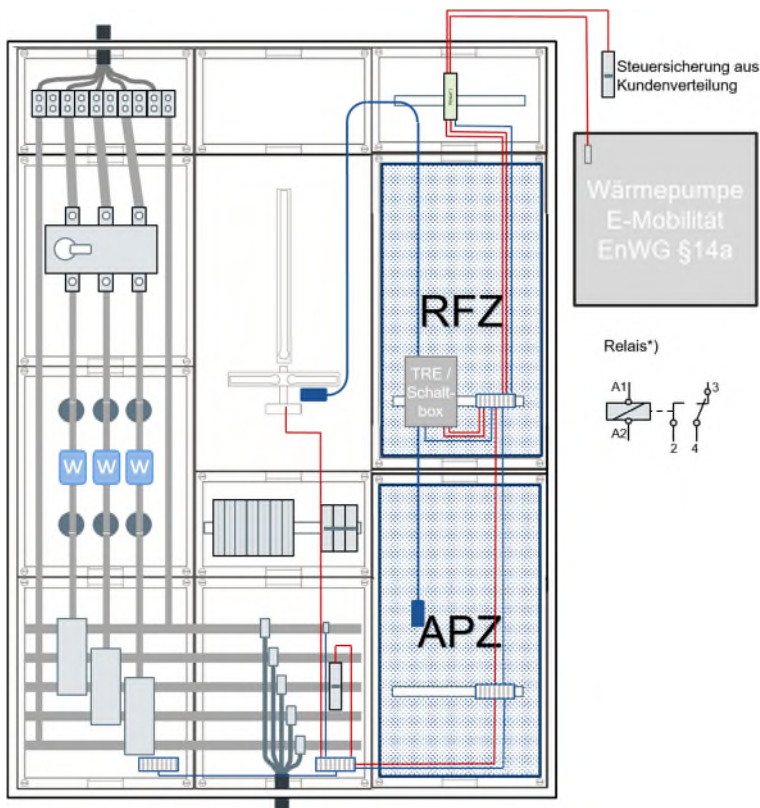 Steuersicherung aus
Kundenverteilung
Wärmepumpe
E-Mobilität
EnWG §14a
RFZ
TRE /
Schalt-
box
Relais*)
A1
3
A2
2
4
W
W
W
APZ